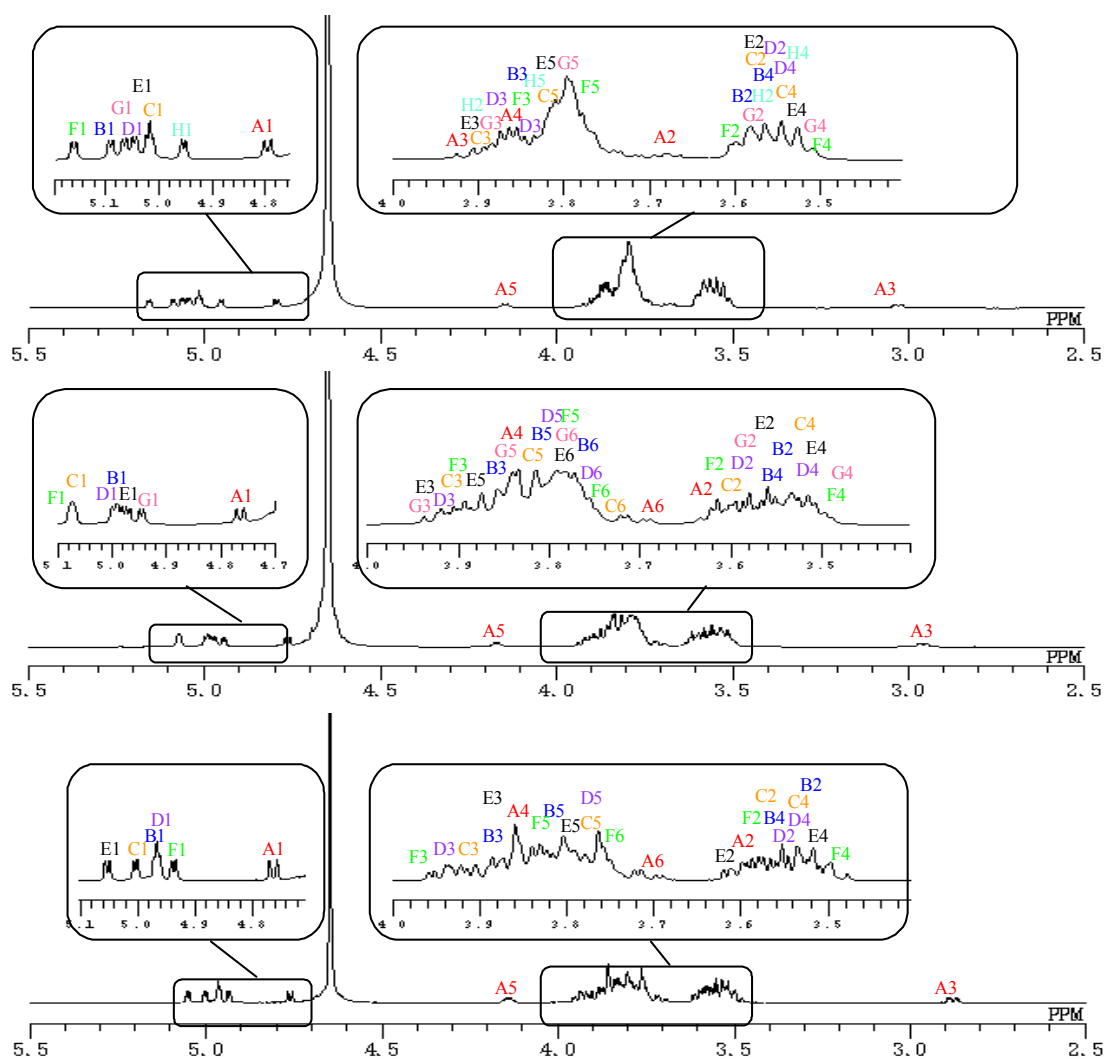 E2 D2 H4
E5 G5 C2
B3 B4 D4
E1 H5 F5
G1 C1 H2 D3 F3 C5 B2 H2 C4
F1 B1 D1 H1 A1 E3 G3 A4 D3 F2 G2 E4 G4
A3 C3 A2 F4
5.1 5.0 4.9 4.8 4.0 3.9 3.8 3.7 3.6 3.5
A5 A3
PPM
5.5 5.0 4.5 4.0 3.5 3.0 2.5
D5 F5 E2 C4
A4 B5 G6 B6 G2 B2 E4
C1 B1 F3 B3 G5 C5 E6 F2 D2 B4 D4 G4
F1 D1 E1 G1 A1 E3 C3 E5 D6 A2 C2 F4
G3 D3 F6 C6 A6
5.1 5.0 4.9 4.8 4.7 4.0 3.9 3.8 3.7 3.6 3.5
A5 A3
PPM
5.5 5.0 4.5 4.0 3.5 3.0 2.5
E3 D5 C2 B2
D1 A4 B5 C5 F2 B4 C4
E1 C1 B1 F1 A1 D3 C3 B3 F5 E5 F6 A2 D2 D4 E4
F3 A6 E2 F4
5.1 5.0 4.9 4.8 4.0 3.9 3.8 3.7 3.6 3.5
A5 A3
PPM
5.5 5.0 4.5 4.0 3.5 3.0 2.5